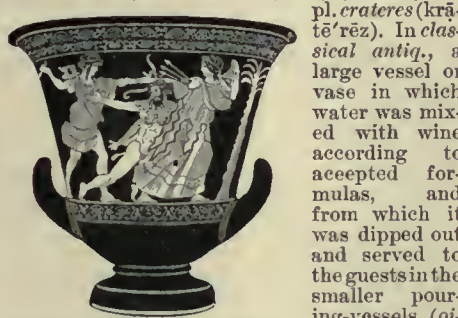 pl. crateres (krā-
tē′rēz). In clas-
sical antiq., a
large vessel or
vase in which
water was mix-
ed with wine
according to
aceepted for-
mulas, and
from which it
was dipped out
and served to
the guests in the
smaller pour-
ing-vessels (oi-